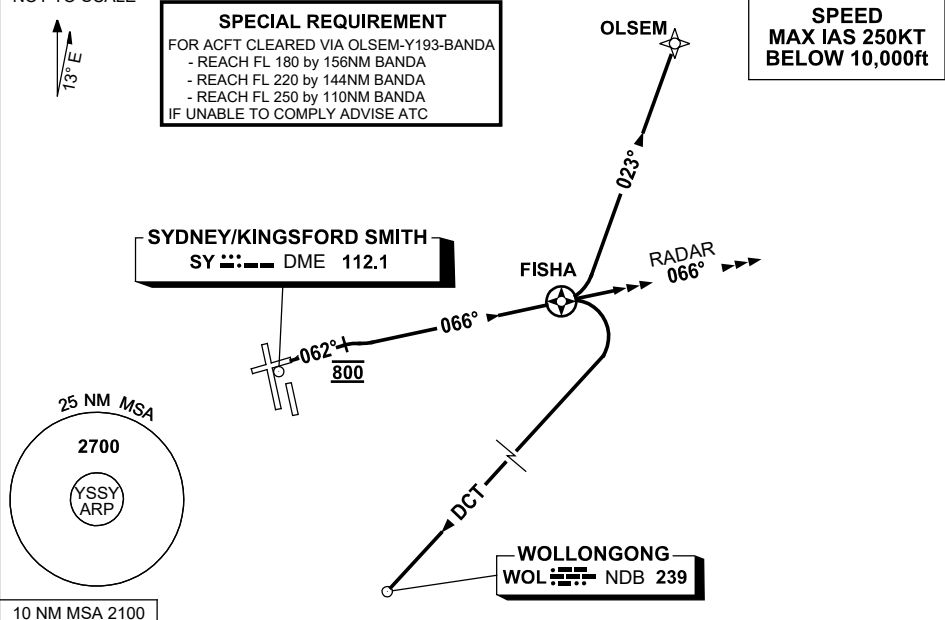 NOT TO SCALE
13° E
SPECIAL REQUIREMENT
FOR ACFT CLEARED VIA OLSEM-Y193-BANDA
- REACH FL 180 by 156NM BANDA
- REACH FL 220 by 144NM BANDA
- REACH FL 250 by 110NM BANDA
IF UNABLE TO COMPLY ADVISE ATC
OLSEM
SPEED
MAX IAS 250KT
BELOW 10,000ft
023°
SYDNEY/KINGSFORD SMITH
SY DME 112.1
FISHA
RADAR
066°
066°
062°
800
25 NM MSA
2700
YSSY
ARP
DCT
WOLLONGONG
WOL NDB 239
10 NM MSA 2100